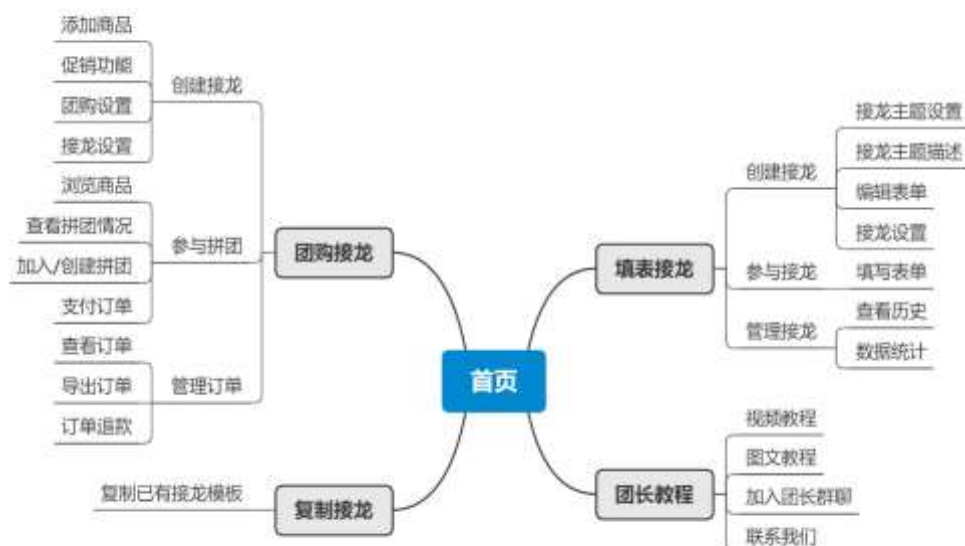 添加商品
促销功能
团购设置
接龙设置
创建接龙
浏览商品
查看拼团情况
加入/创建拼团
支付订单
参与拼团
查看订单
导出订单
订单退款
管理订单
团购接龙
复制已有接龙模板
复制接龙
首页
填表接龙
创建接龙
接龙主题设置
接龙主题描述
编辑表单
接龙设置
参与接龙
填写表单
管理接龙
查看历史
数据统计
团长教程
视频教程
图文教程
加入团长群聊
联系我们